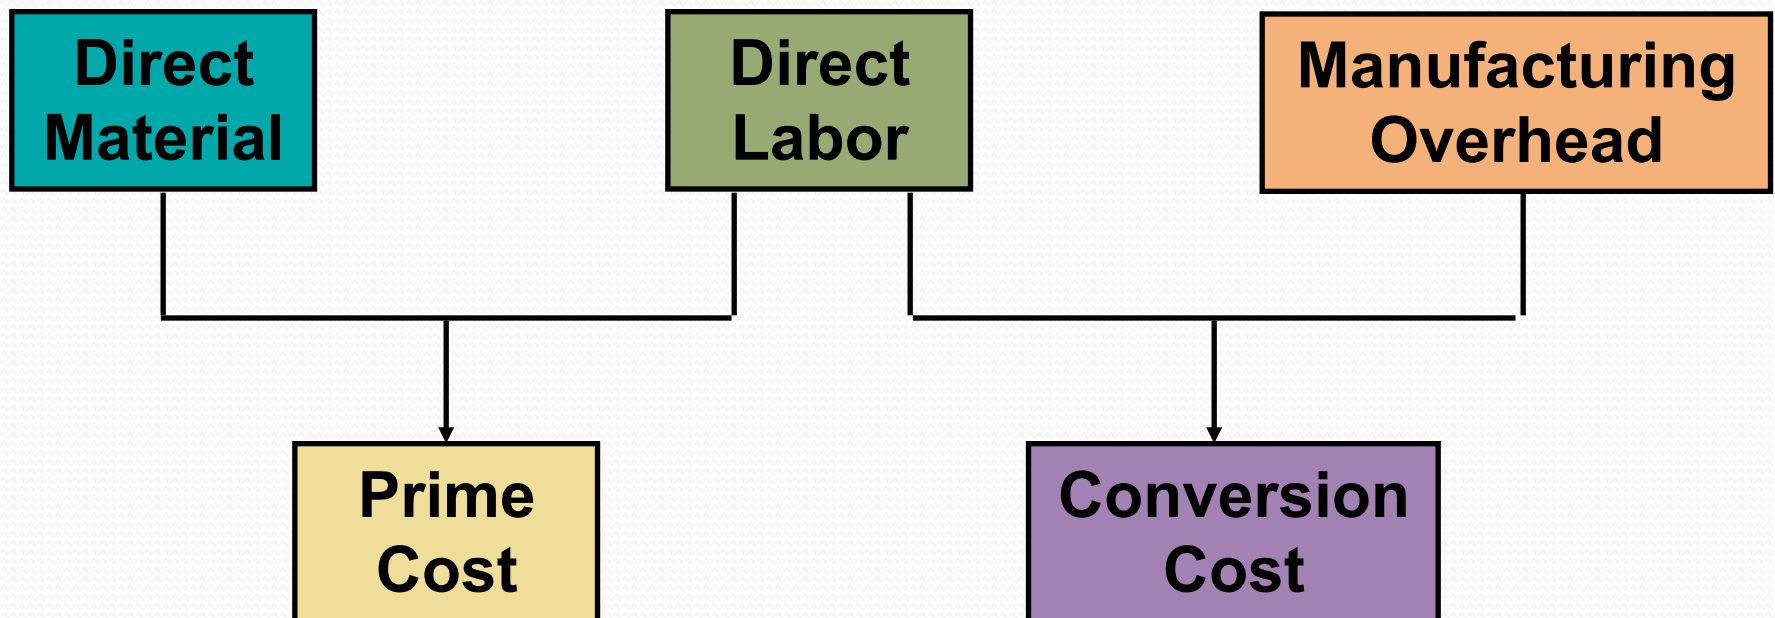 Direct
Material
Direct
Labor
Manufacturing
Overhead
Prime
Cost
Conversion
Cost